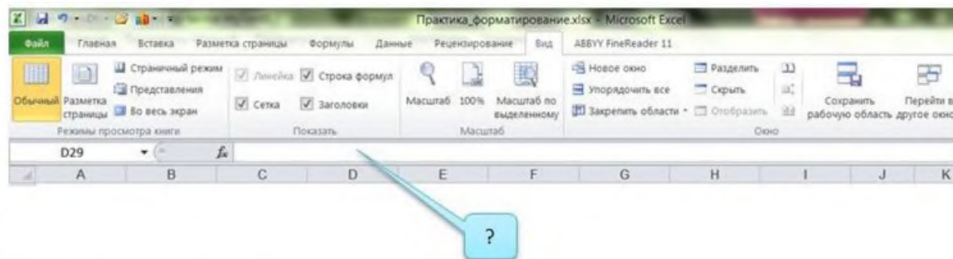 Практика_форматирование.xlsx - Microsoft Excel
Файл Главная Вставка Разметка страницы Формулы Данные Рецензирование Вид ABBYY FineReader 11
Обычный
Разметка страницы
Страничный режим
Представления
Во весь экран
Режимы просмотра книги
Линейка Строка формул
Сетка Заголовки
Показать
Масштаб
100%
Масштаб по выделенному
Масштаб
Новое окно
Упорядочить все
Закрепить области
Разделить
Скрыть
Отобразить
Сохранить рабочую область
Перейти в другое окно
Окно
D29 fx
A B C D E F G H I J K
?